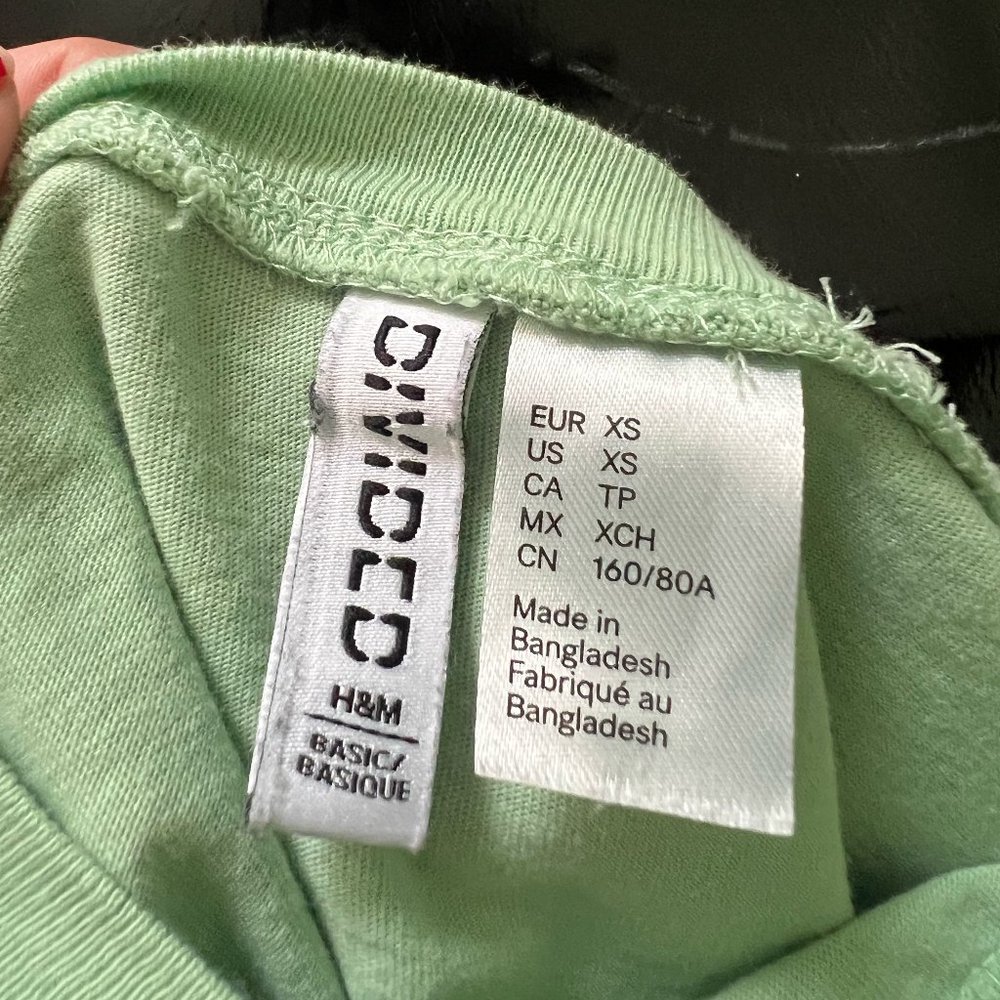 DIVIDED
H&M
BASIC/
BASIQUE
EUR XS
US XS
CA TP
MX XCH
CN 160/80A
Made in
Bangladesh
Fabriqué au
Bangladesh